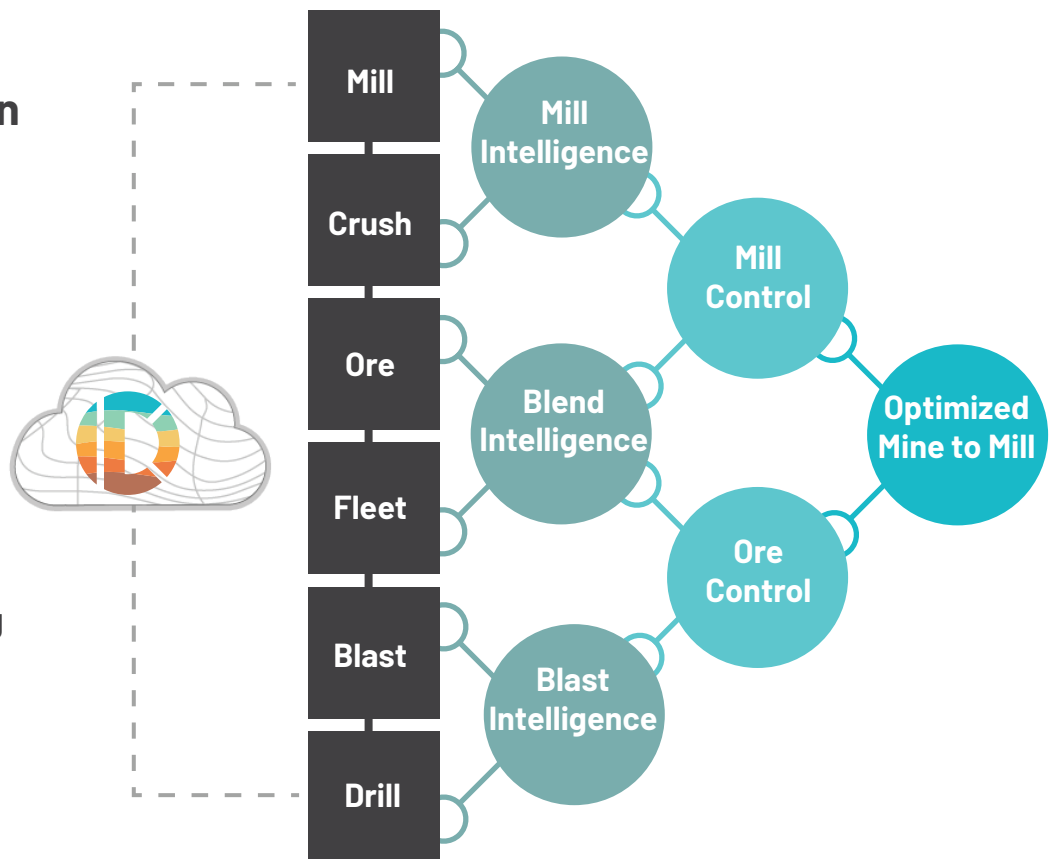 n
Mill
Crush
Ore
Fleet
g
Blast
Drill
Mill
Intelligence
Blend
Intelligence
Blast
Intelligence
Mill
Control
Ore
Control
Optimized
Mine to Mill